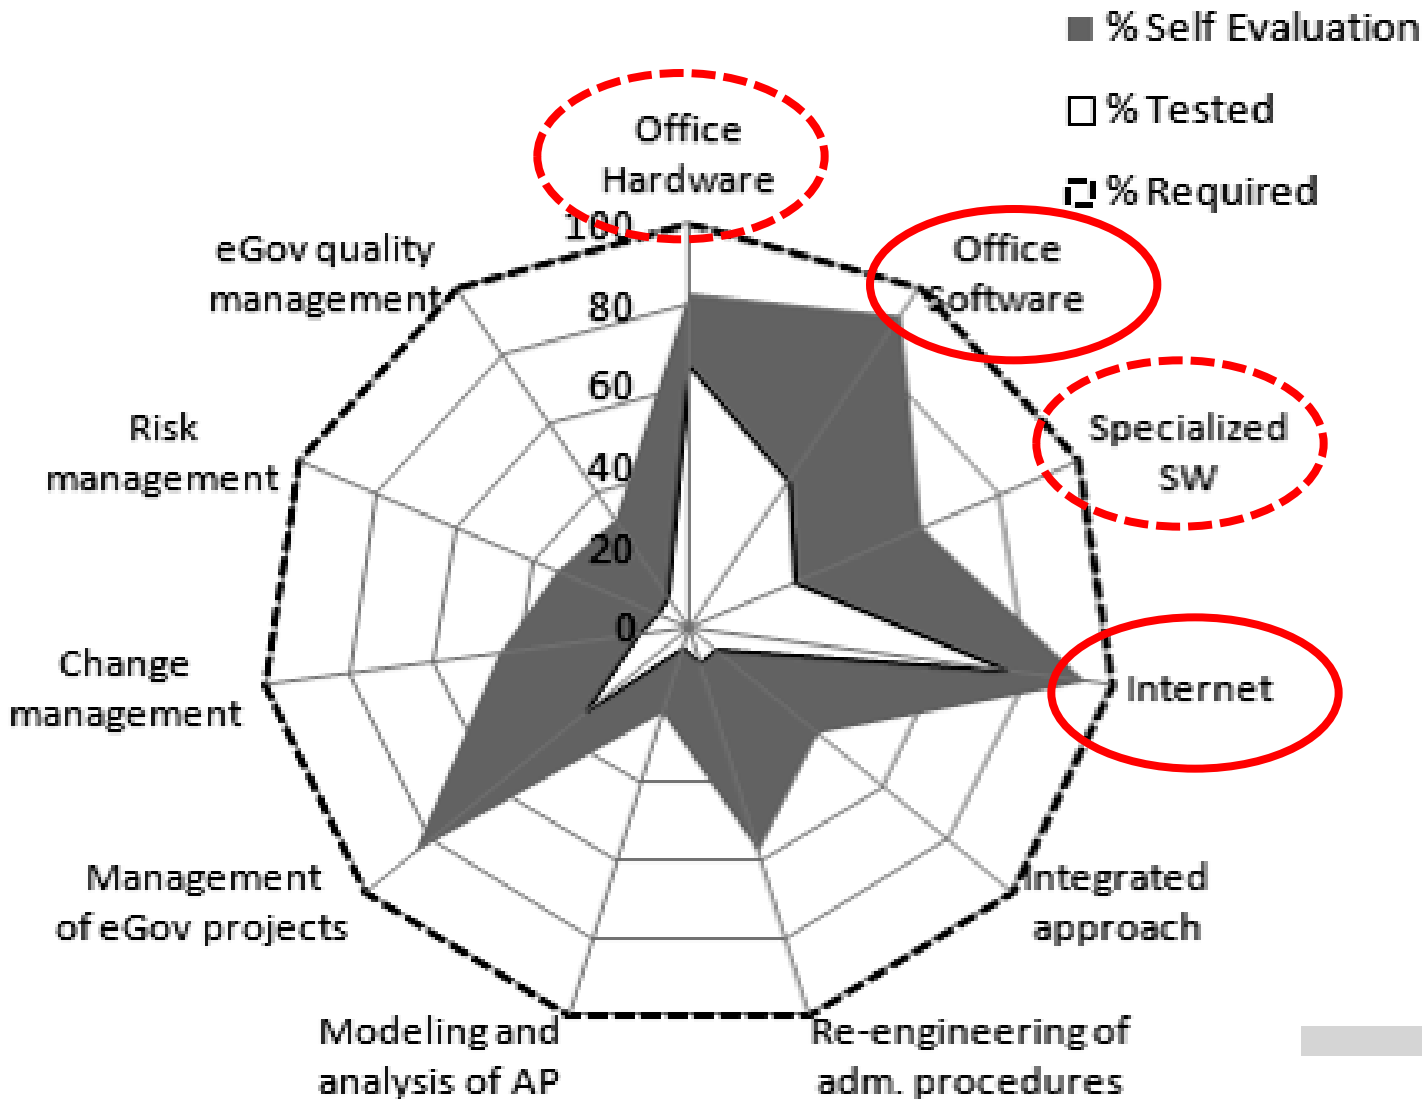 % Self Evaluation
% Tested
% Required
Office
Hardware
Office
Software
Specialized
SW
Internet
Integrated
approach
Re-engineering of
adm. procedures
Modeling and
analysis of AP
Management
of eGov projects
Change
management
Risk
management
eGov quality
management
100
80
60
40
20
0